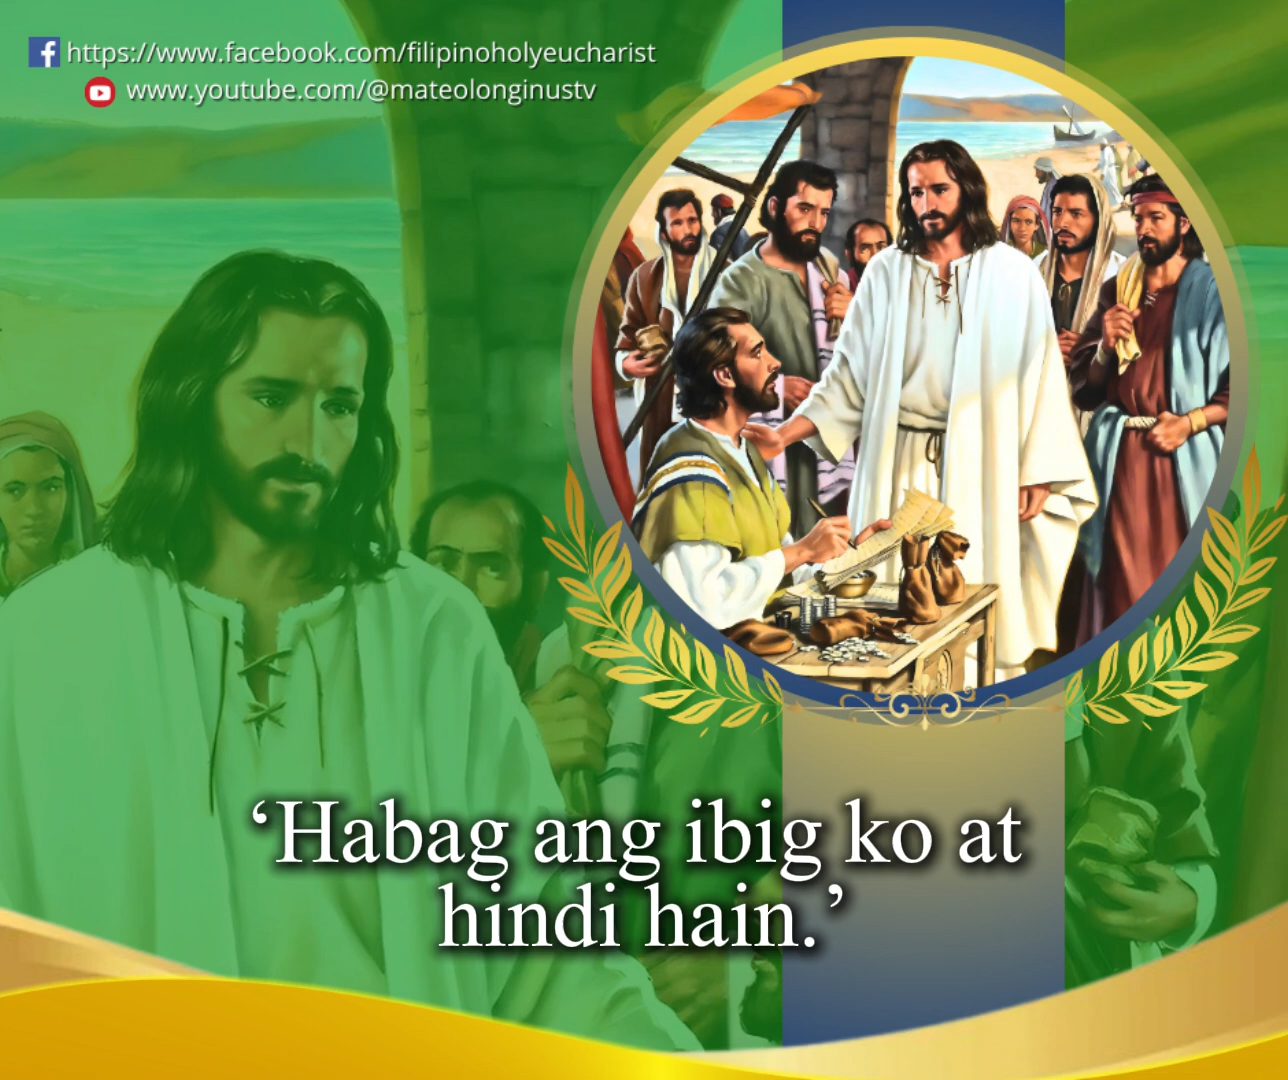 https://www.facebook.com/filipinoholyeucharist
www.youtube.com/@mateolonginustv
‘Habag ang ibig ko at
hindi hain.’